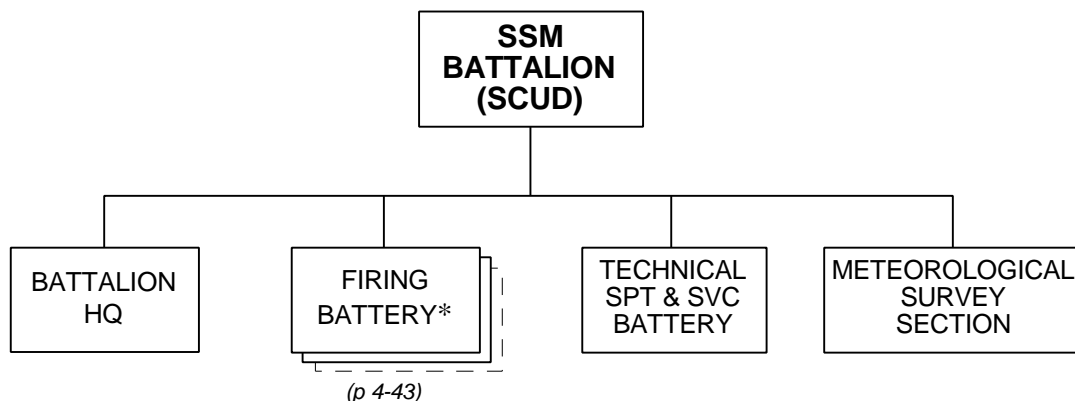 SSM
BATTALION
(SCUD)
BATTALION
HQ
FIRING
BATTERY*
TECHNICAL
SPT & SVC
BATTERY
METEOROLOGICAL
SURVEY
SECTION
(p 4-43)